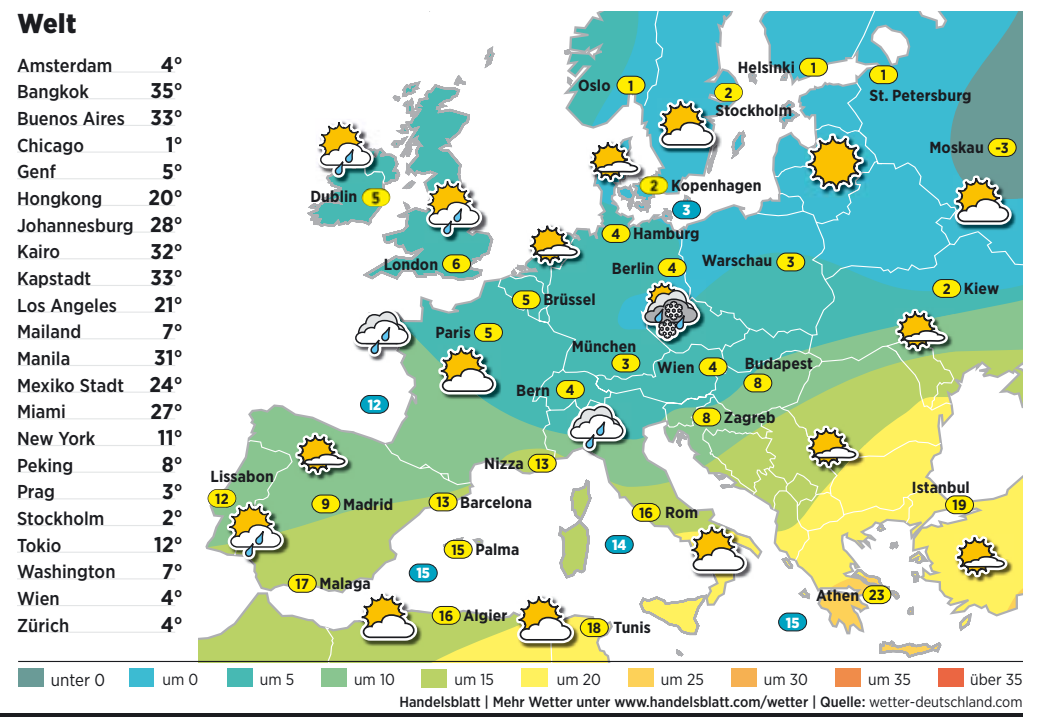 Welt
Amsterdam 4°
Bangkok 35°
Buenos Aires 33°
Chicago 1°
Genf 5°
Hongkong 20°
Johannesburg 28°
Kairo 32°
Kapstadt 33°
Los Angeles 21°
Mailand 7°
Manila 31°
Mexiko Stadt 24°
Miami 27°
New York 11°
Peking 8°
Prag 3°
Stockholm 2°
Tokio 12°
Washington 7°
Wien 4°
Zürich 4°
Helsinki 1
1
St. Petersburg
Oslo 1
2
Stockholm
Moskau -3
2 Kopenhagen
Dublin 5
3
4 Hamburg
London 6
Berlin 4
Warschau 3
5 Brüssel
2 Kiew
Paris 5
München
3
Wien 4
Budapest
8
Bern 4
12
8 Zagreb
Nizza 13
Lissabon
12
9 Madrid
13 Barcelona
16 Rom
Istanbul
19
15 Palma
14
15
17 Malaga
Athen 23
16 Algier
18 Tunis
15
unter 0 um 0 um 5 um 10 um 15 um 20 um 25 um 30 um 35 über 35
Handelsblatt | Mehr Wetter unter www.handelsblatt.com/wetter | Quelle: wetter-deutschland.com